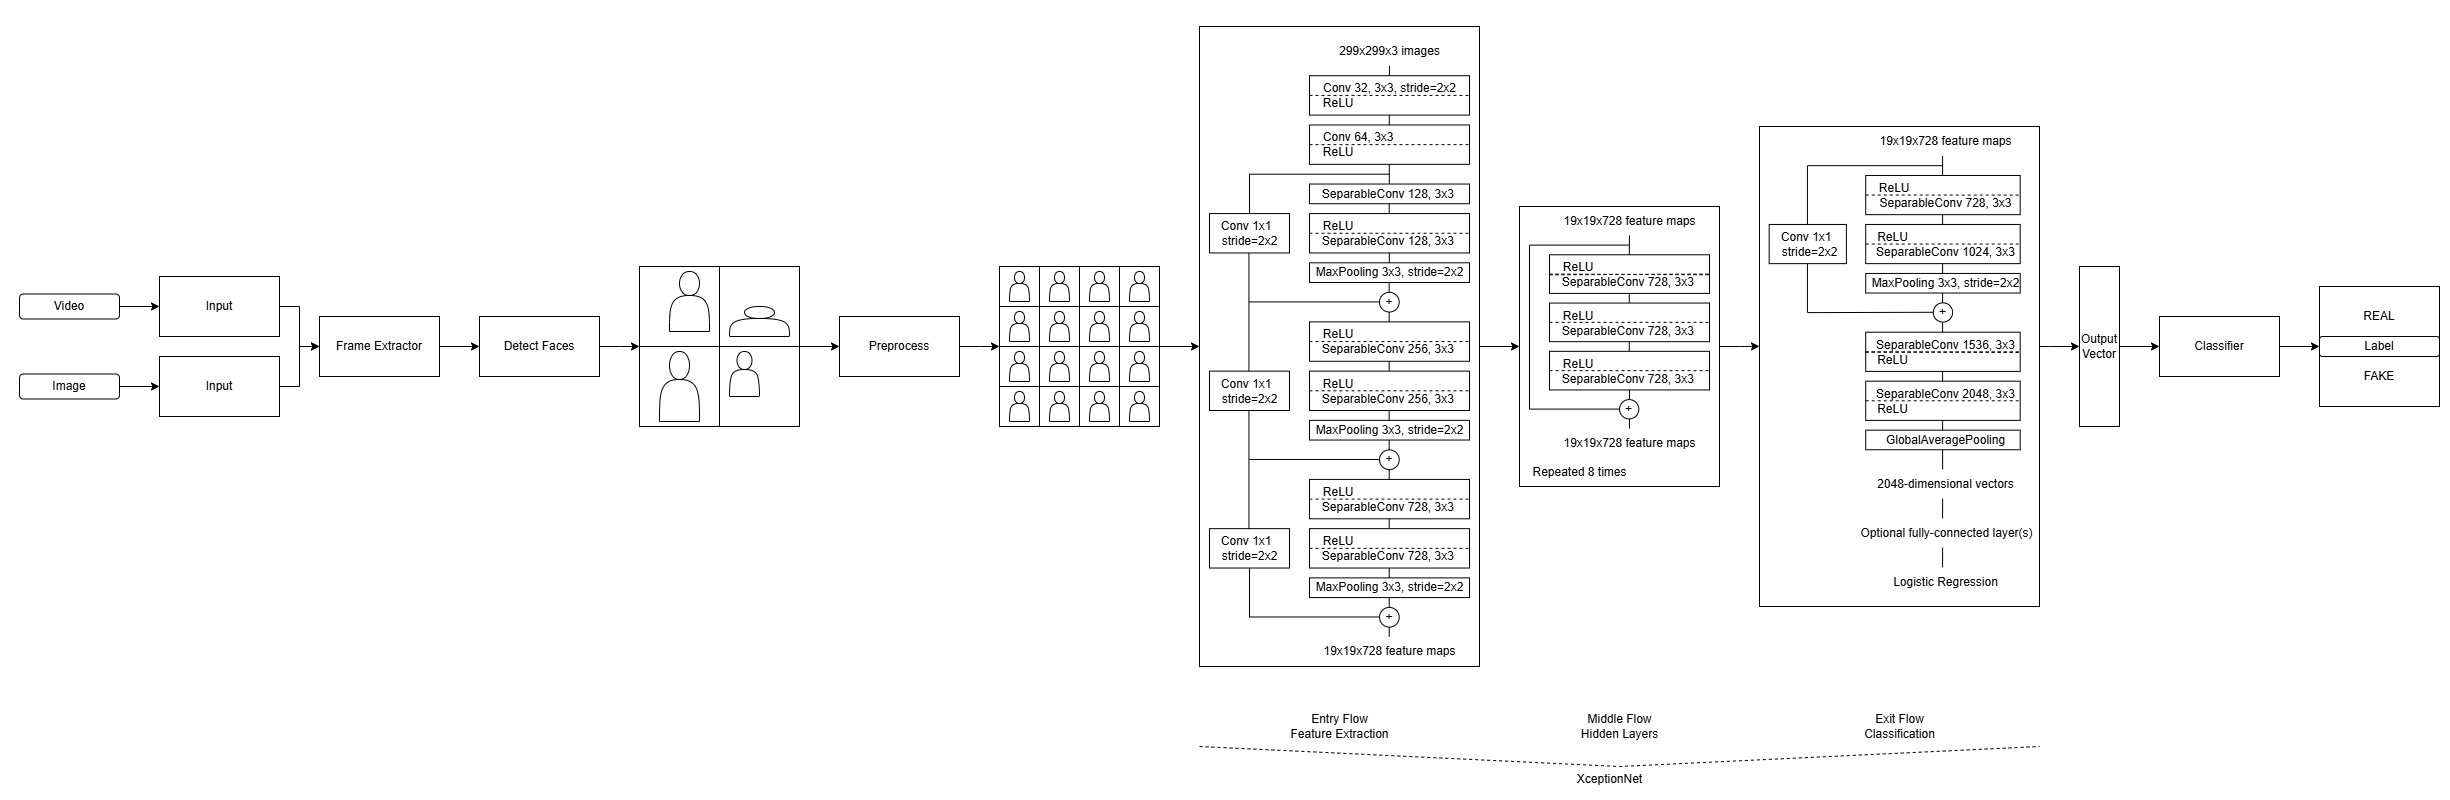 Video
Input
Image
Input
Frame Extractor
Detect Faces
Preprocess
299x299x3 images
Conv 32, 3x3, stride=2x2
ReLU
Conv 64, 3x3
ReLU
SeparableConv 128, 3x3
Conv 1x1
stride=2x2
ReLU
SeparableConv 128, 3x3
MaxPooling 3x3, stride=2x2
+
ReLU
SeparableConv 256, 3x3
Conv 1x1
stride=2x2
ReLU
SeparableConv 256, 3x3
MaxPooling 3x3, stride=2x2
+
ReLU
SeparableConv 728, 3x3
Conv 1x1
stride=2x2
ReLU
SeparableConv 728, 3x3
MaxPooling 3x3, stride=2x2
+
19x19x728 feature maps
19x19x728 feature maps
ReLU
SeparableConv 728, 3x3
ReLU
SeparableConv 728, 3x3
ReLU
SeparableConv 728, 3x3
+
19x19x728 feature maps
Repeated 8 times
19x19x728 feature maps
ReLU
SeparableConv 728, 3x3
Conv 1x1
stride=2x2
ReLU
SeparableConv 1024, 3x3
MaxPooling 3x3, stride=2x2
+
SeparableConv 1536, 3x3
ReLU
SeparableConv 2048, 3x3
ReLU
GlobalAveragePooling
2048-dimensional vectors
Optional fully-connected layer(s)
Logistic Regression
Output
Vector
Classifier
REAL
Label
FAKE
Entry Flow
Feature Extraction
Middle Flow
Hidden Layers
Exit Flow
Classification
XceptionNet